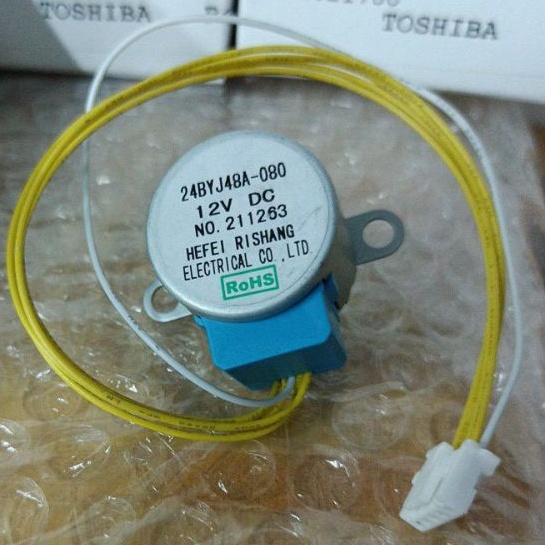 TOSHIBA
TOSHIBA
24BYJ48A-080
12V DC
NO.211263
HEFEI RISHANG
ELECTRICAL CO.,LTD.
RoHS